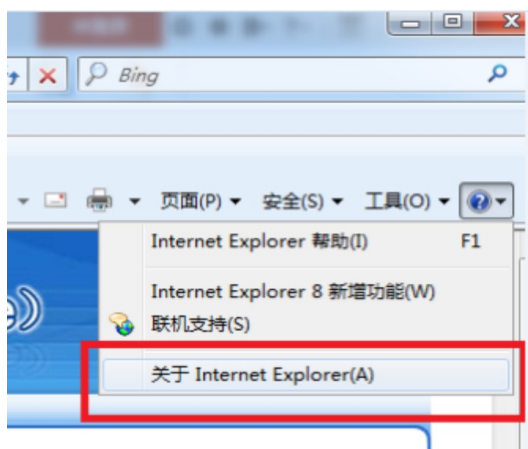 Bing
页面(P) 安全(S) 工具(O)
Internet Explorer 帮助(I) F1
Internet Explorer 8 新增功能(W)
联机支持(S)
关于 Internet Explorer(A)